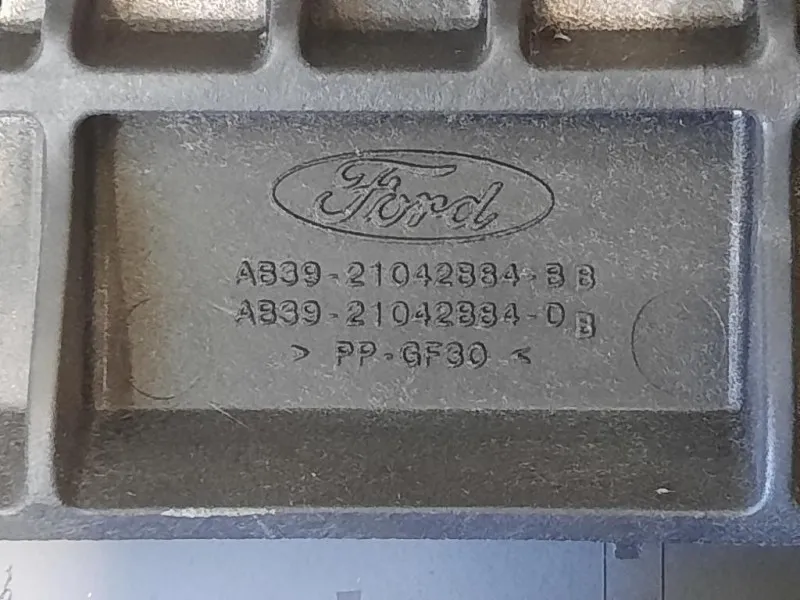 Ford
AB39-21042B84-BB
AB39-21042B84-DB
> PP-GF30 <